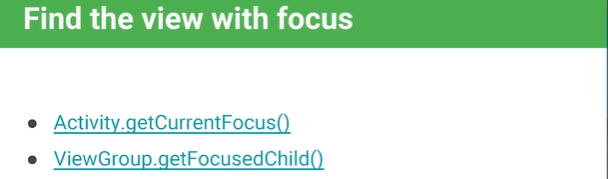 Find the view with focus
● Activity.getCurrentFocus()
● ViewGroup.getFocusedChild()